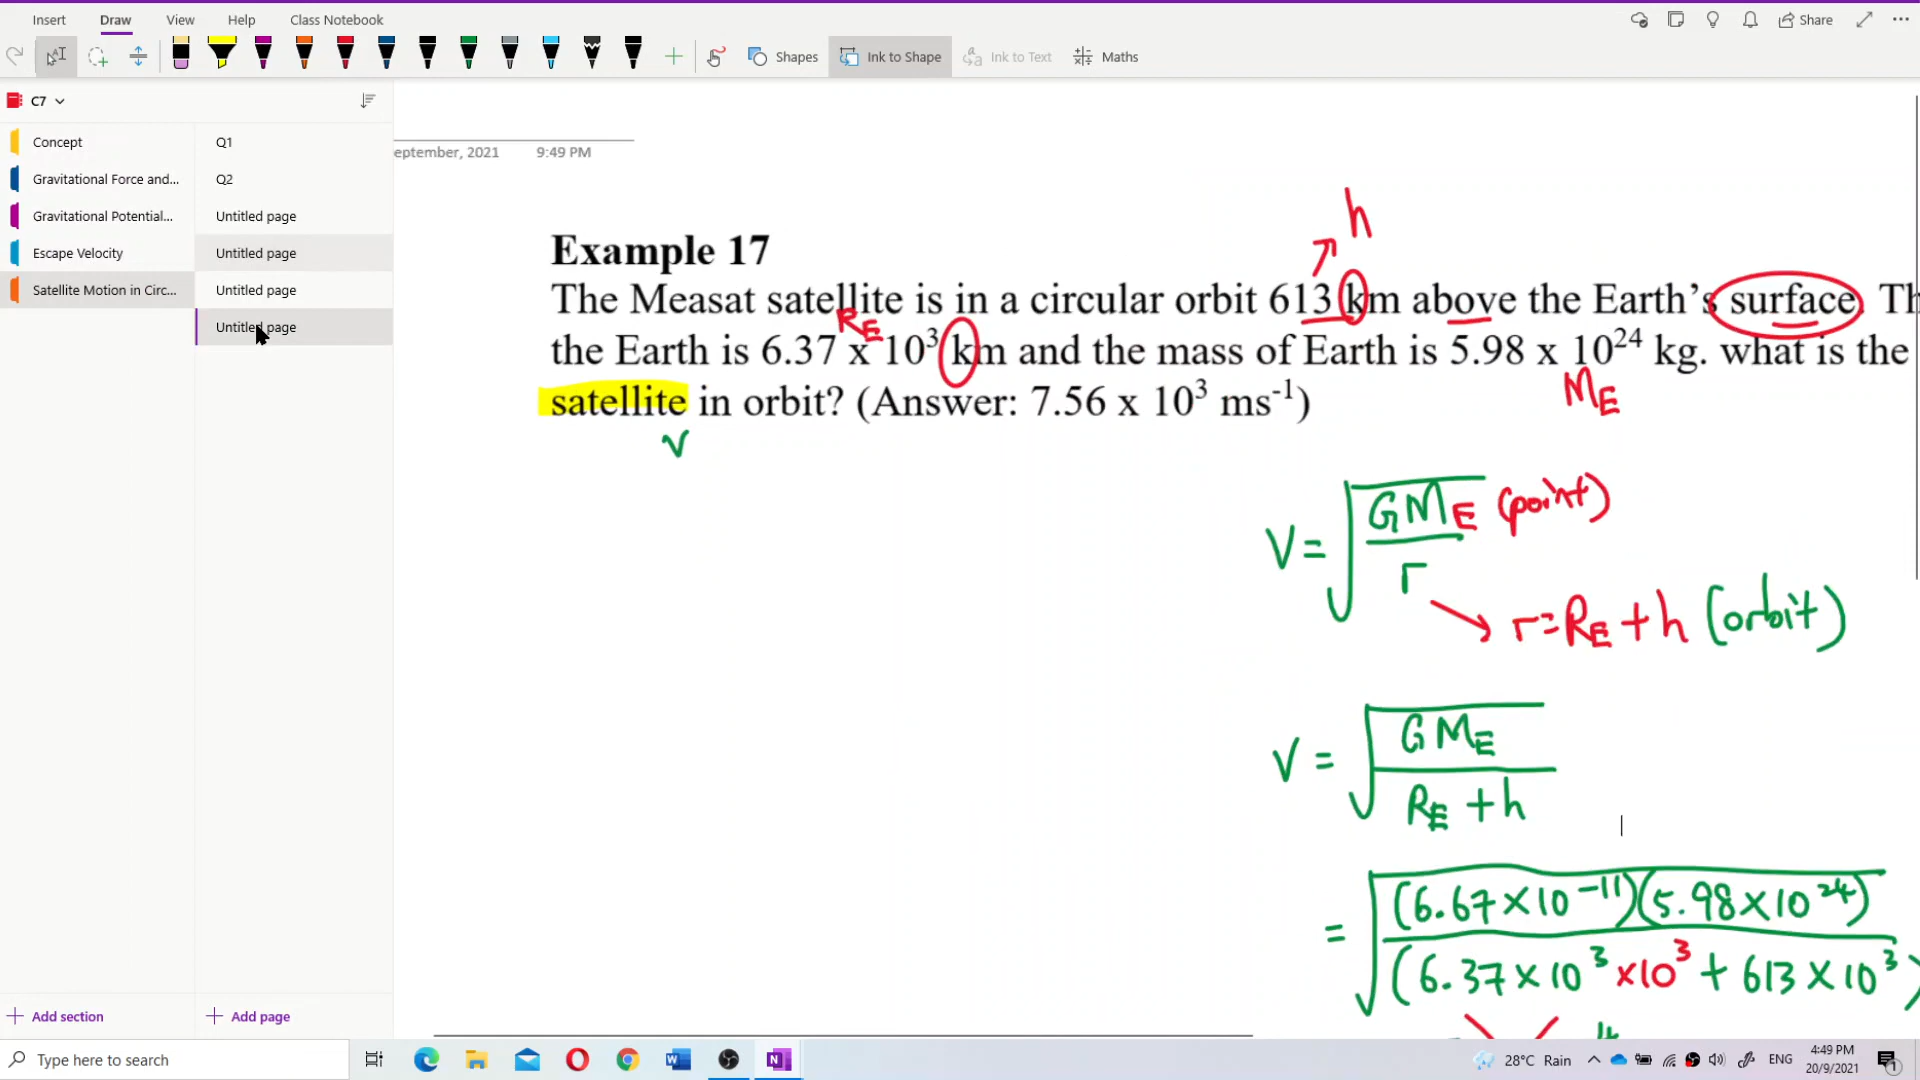 Insert Draw View Help Class Notebook Share
Shapes Ink to Shape Ink to Text Maths
C7
Concept
Gravitational Force and...
Gravitational Potential...
Escape Velocity
Satellite Motion in Circ...
Q1
Q2
Untitled page
Untitled page
Untitled page
Untitled page
Add section
Add page
eptember, 2021 9:49 PM
h
Example 17
The Measat satellite is in a circular orbit 613 km above the Earth's surface. Th
RE
the Earth is 6.37 x 10³ km and the mass of Earth is 5.98 x 10²⁴ kg. what is the
ME
satellite in orbit? (Answer: 7.56 x 10³ ms⁻¹)
v
V = √(GME / r) (point)
r = RE + h (orbit)
V = √(GME / (RE + h))
= √((6.67×10⁻¹¹)(5.98×10²⁴) / (6.37×10³ ×10³ + 613×10³)
4
Type here to search
28°C Rain
ENG
4:49 PM
20/9/2021
1